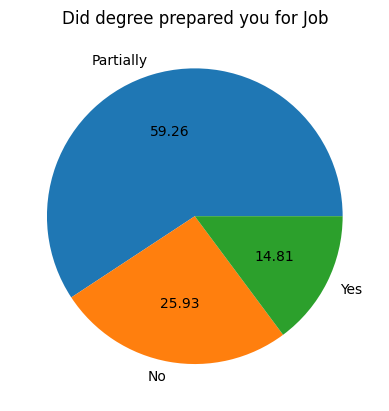 Did degree prepared you for Job
Partially
59.26
14.81
25.93
Yes
No